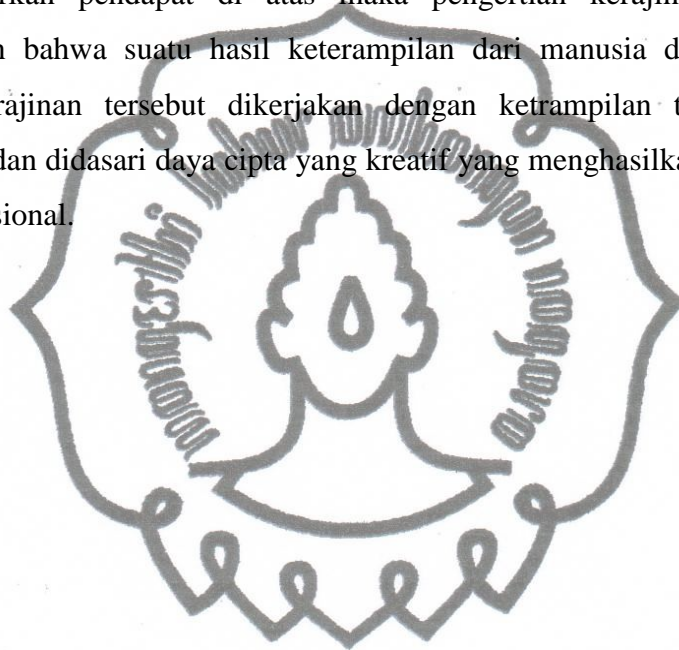 rkan pendapat di atas maka pengertian kerajin
n bahwa suatu hasil keterampilan dari manusia d
rajinan tersebut dikerjakan dengan ketrampilan t
dan didasari daya cipta yang kreatif yang menghasilka
sional.